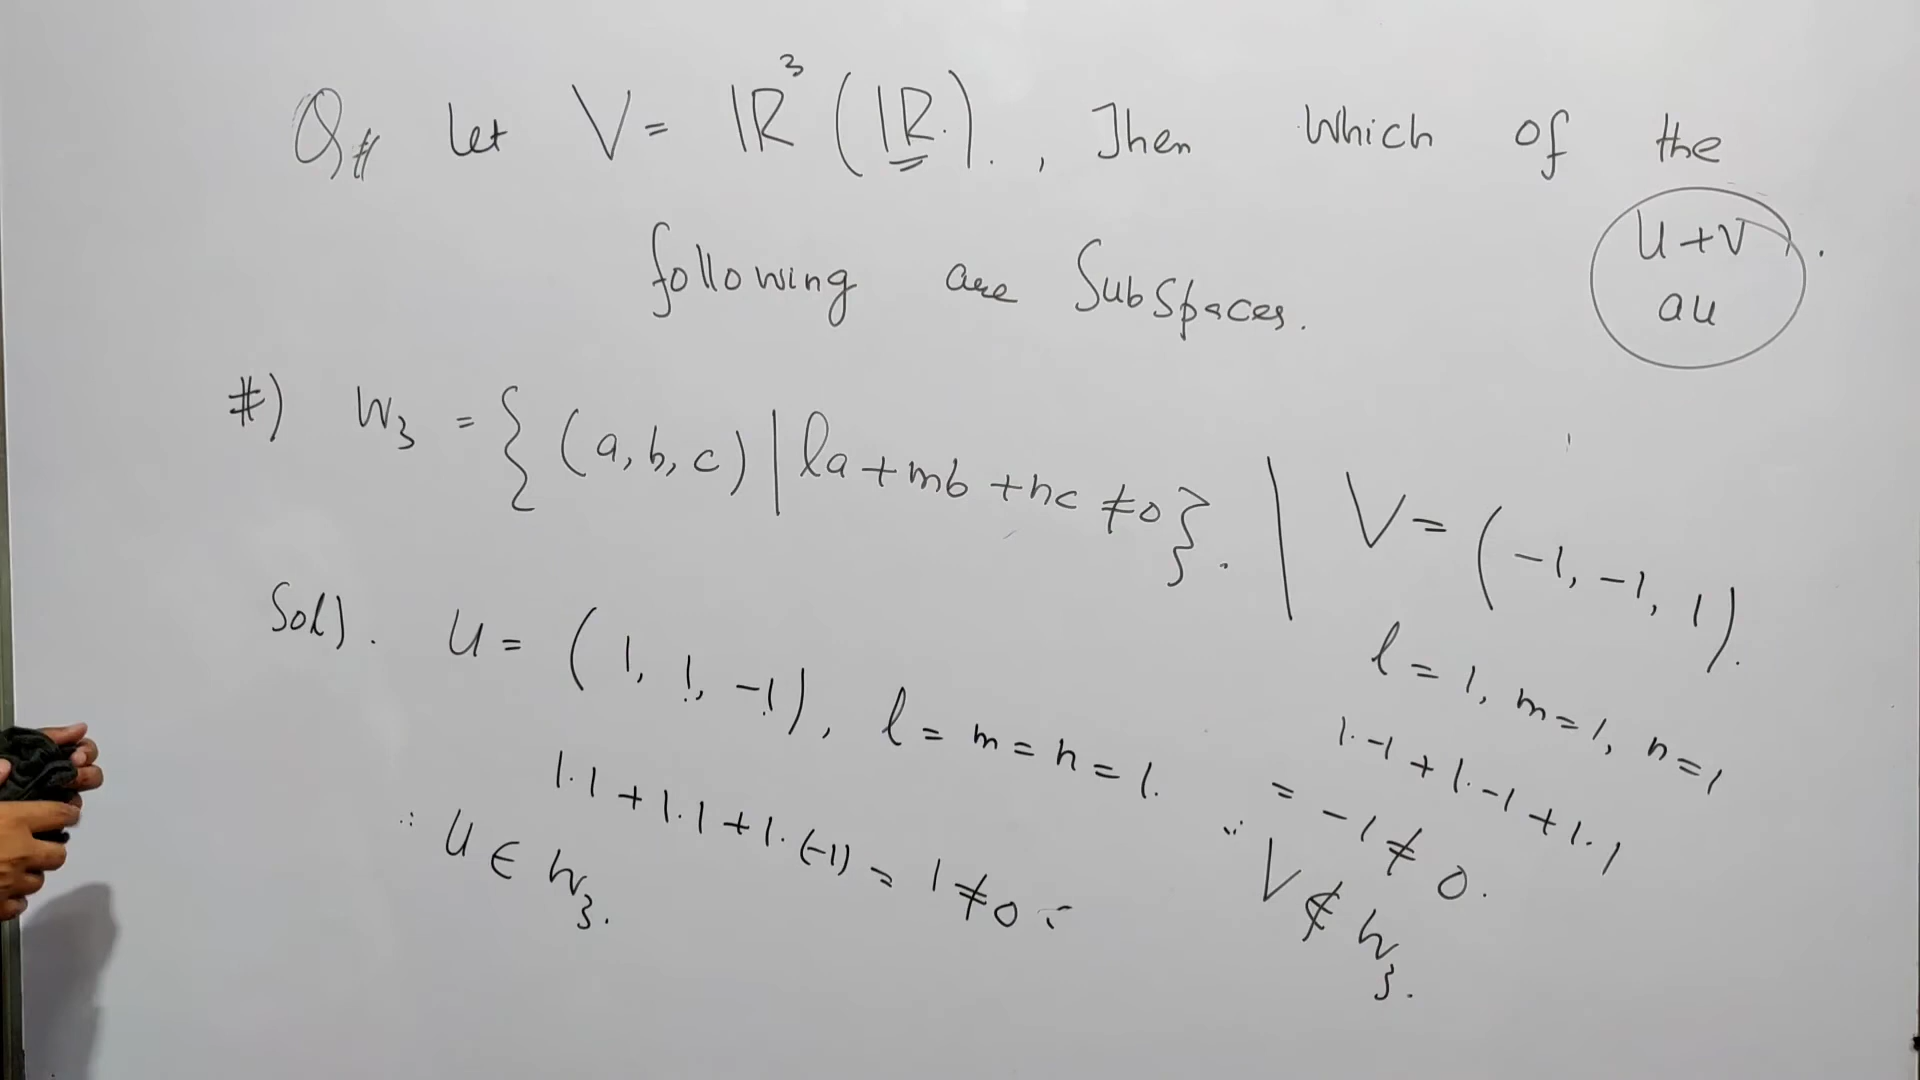 Q# Let V = ℝ³ (ℝ)., Then Which of the
following are Subspaces.
u+v, .
au
#) W₃ = { (a, b, c) | la + mb + nc ≠ 0 }.
Sol). u = (1, 1, -1), l = m = n = 1.
1.1 + 1.1 + 1.(-1) = 1 ≠ 0
∴ u ∈ W₃.
V = (-1, -1, 1).
l = 1, m = 1, n = 1
1.-1 + 1.-1 + 1.1
= -1 ≠ 0.
∵ V ∉ W₃.